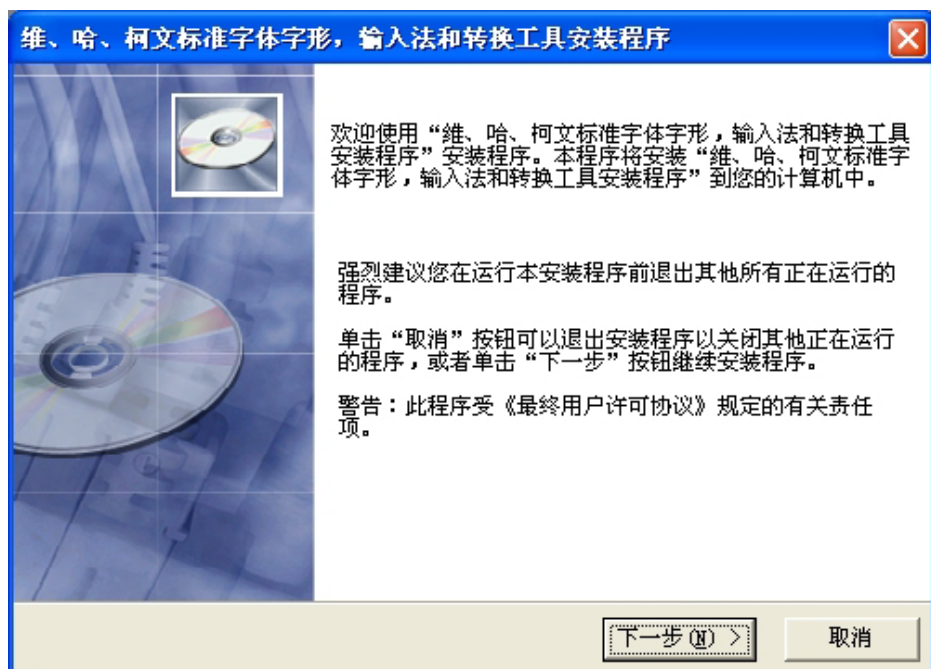 维、哈、柯文标准字体字形，输入法和转换工具安装程序
欢迎使用“维、哈、柯文标准字体字形，输入法和转换工具
安装程序”安装程序。本程序将安装“维、哈、柯文标准字
体字形，输入法和转换工具安装程序”到您的计算机中。
强烈建议您在运行本安装程序前退出其他所有正在运行的
程序。
单击“取消”按钮可以退出安装程序以关闭其他正在运行
的程序，或者单击“下一步”按钮继续安装程序。
警告：此程序受《最终用户许可协议》规定的有关责任
项。
下一步(N) >
取消